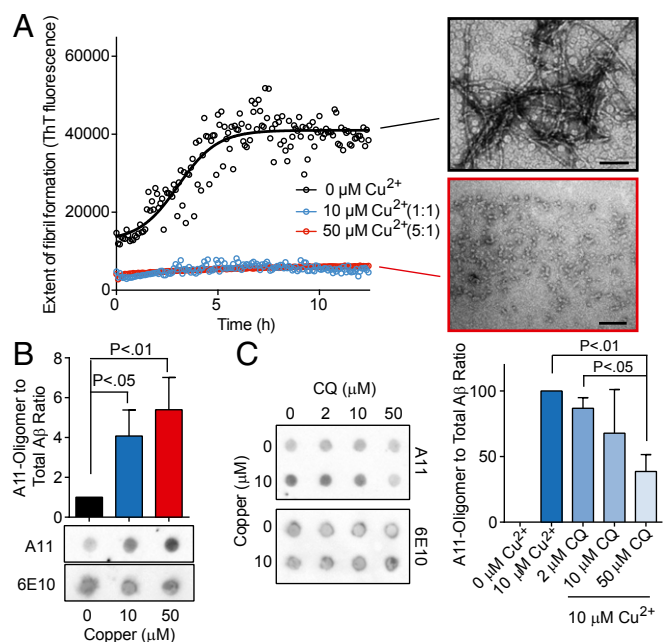 A
Extent of fibril formation (ThT fluorescence)
60000
40000
20000
0
0
5
10
Time (h)
0 µM Cu²⁺
10 µM Cu²⁺(1:1)
50 µM Cu²⁺(5:1)
B
A11-Oligomer to
Total Aβ Ratio
8
6
4
2
0
P<.01
P<.05
A11
6E10
0 10 50
Copper (µM)
C
CQ
(µM)
0 2 10 50
Copper (µM)
0
10
0
10
A11
6E10
A11-Oligomer to Total Aβ Ratio
100
50
0
P<.01
P<.05
0 µM Cu²⁺
10 µM Cu²⁺
2 µM CQ
10 µM CQ
50 µM CQ
10 µM Cu²⁺